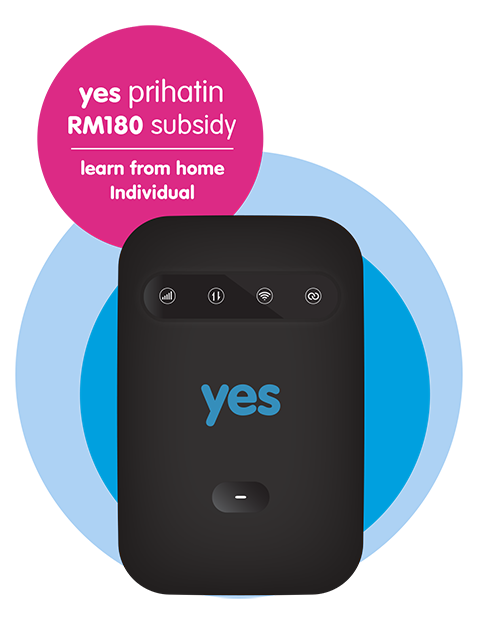 yes prihatin
RM180 subsidy
learn from home
Individual
yes